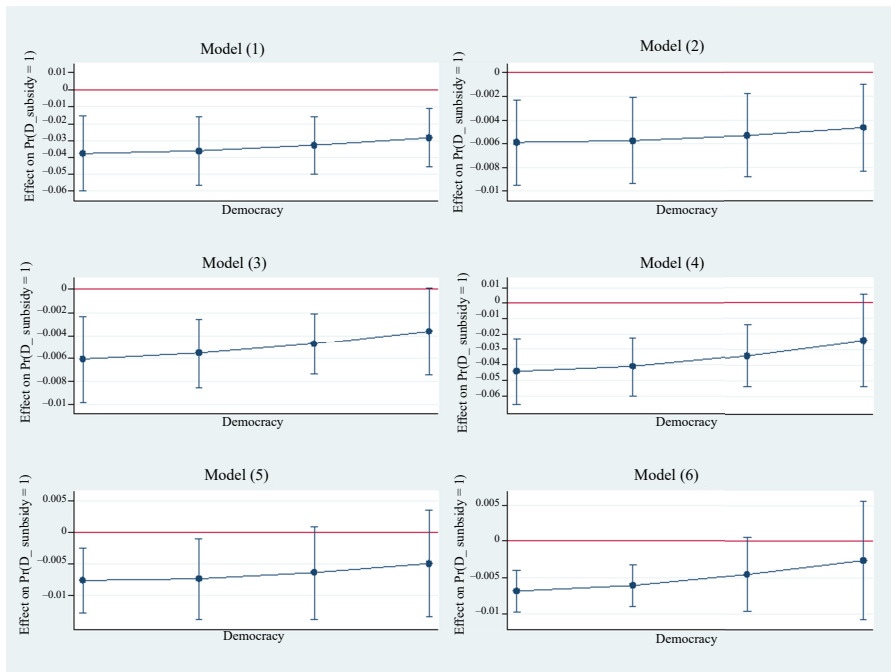 Model (1)
Effect on Pr(D_subsidy = 1)
0.01
0
–0.01
–0.02
–0.03
–0.04
–0.05
–0.06
Democracy
Model (2)
Effect on Pr(D_ sunbsidy = 1)
0
–0.002
–0.004
–0.006
–0.008
–0.01
Democracy
Model (3)
Effect on Pr(D_ sunbsidy = 1)
0
–0.002
–0.004
–0.006
–0.008
–0.01
Democracy
Model (4)
Effect on Pr(D_ sunbsidy = 1)
0.01
0
–0.01
–0.02
–0.03
–0.04
–0.05
–0.06
Democracy
Model (5)
Effect on Pr(D_ sunbsidy = 1)
0.005
0
–0.005
–0.01
Democracy
Model (6)
Effect on Pr(D_ sunbsidy = 1)
0.005
0
–0.005
–0.01
Democracy